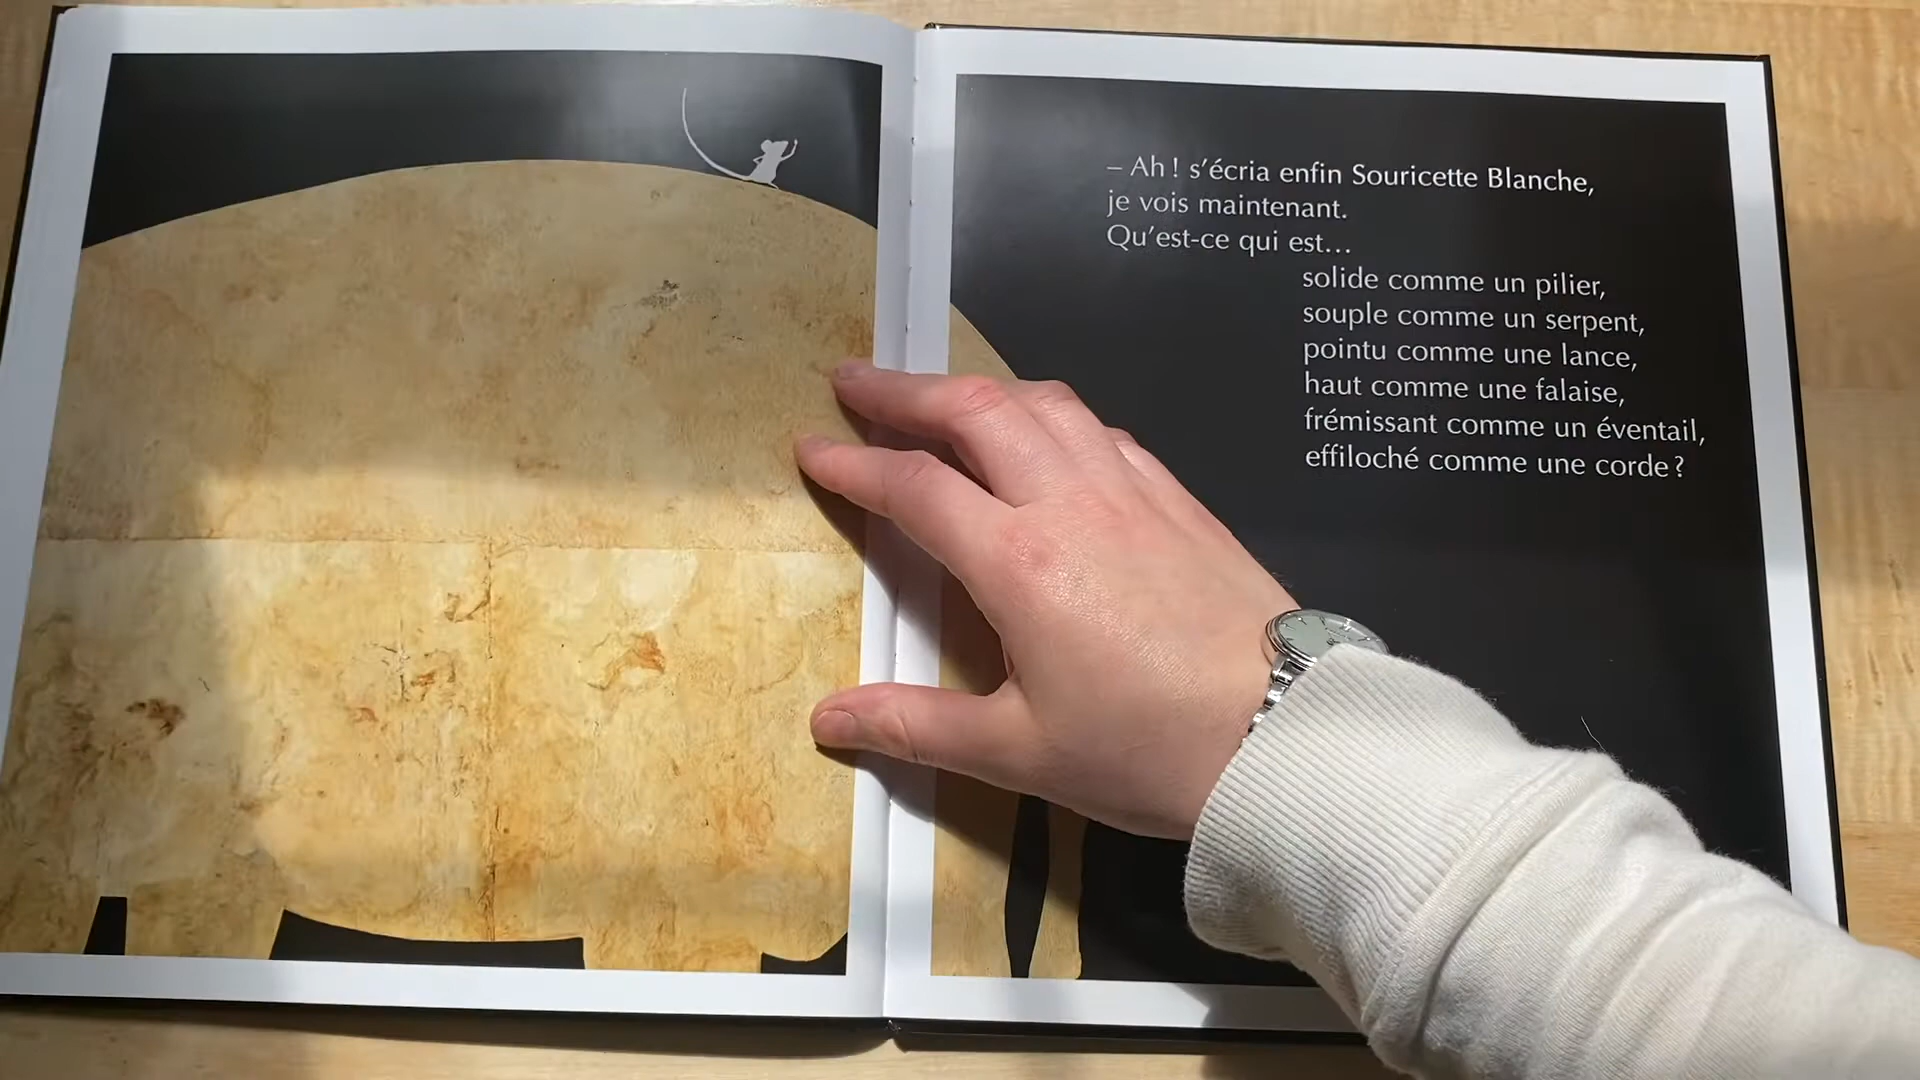 – Ah ! s'écria enfin Souricette Blanche,
je vois maintenant.
Qu'est-ce qui est…
solide comme un pilier,
souple comme un serpent,
pointu comme une lance,
haut comme une falaise,
frémissant comme un éventail,
effiloché comme une corde ?